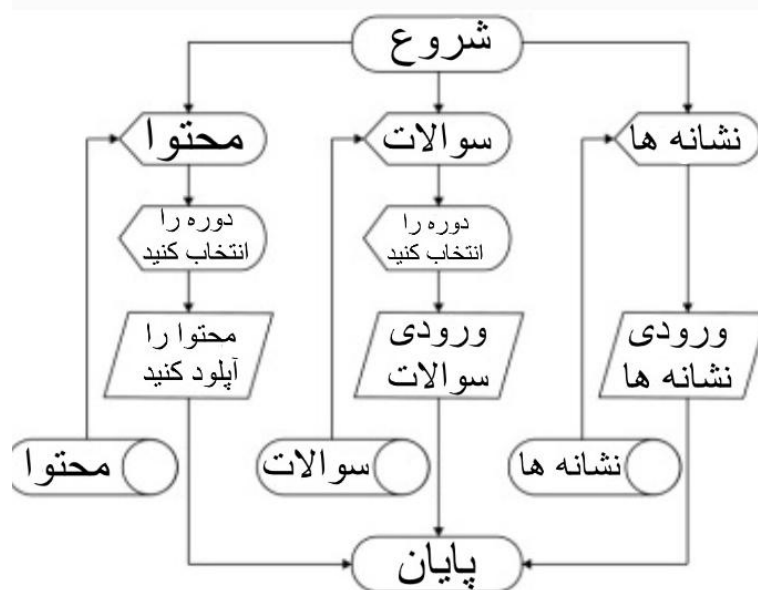 شروع
نشانه ها
سوالات
محتوا
دوره را
انتخاب کنید
دوره را
انتخاب کنید
ورودی
نشانه ها
ورودی
سوالات
محتوا را
آپلود کنید
نشانه ها
سوالات
محتوا
پایان